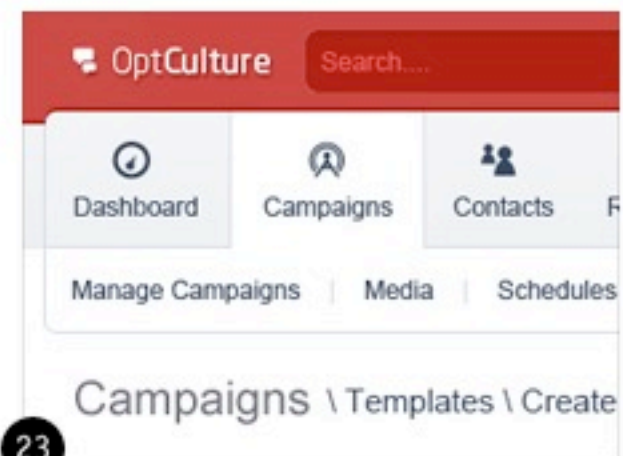 OptCulture Search....
Dashboard Campaigns Contacts
Manage Campaigns | Media | Schedules
Campaigns \ Templates \ Create
23